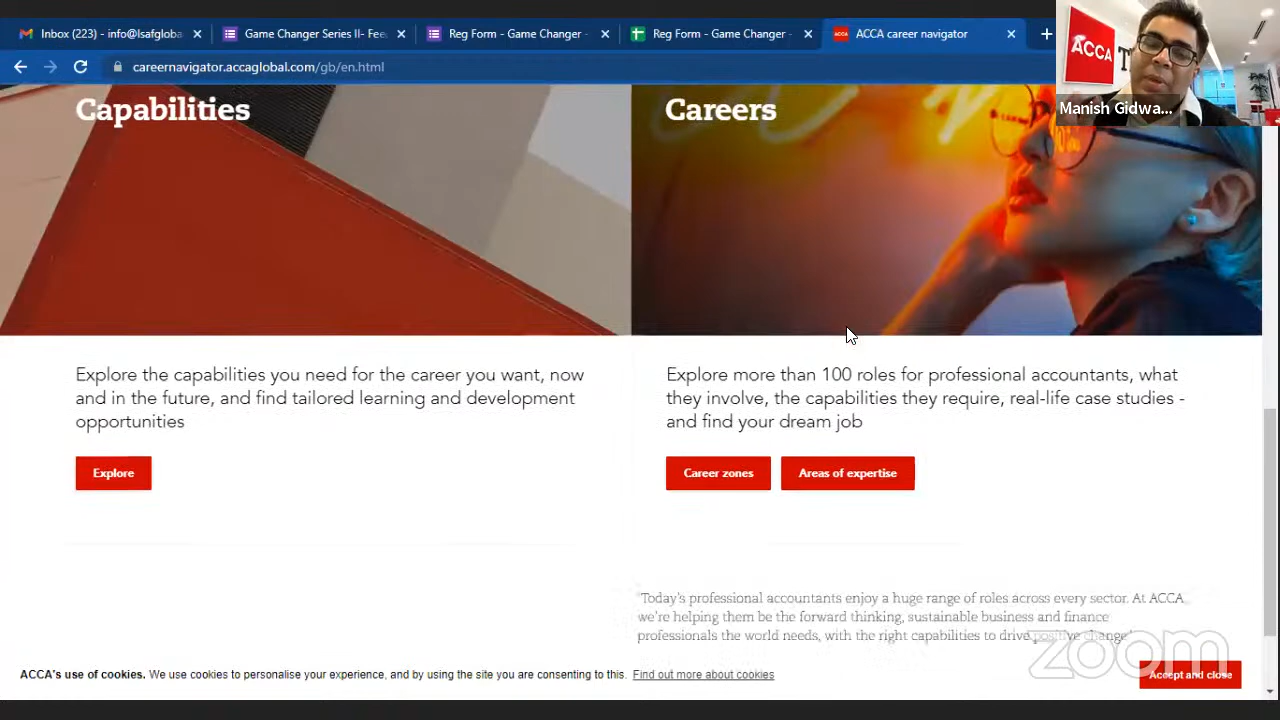 Inbox (223) - info@lsafgloba
Game Changer Series II- Fee
Reg Form - Game Changer -
Reg Form - Game Changer -
ACCA career navigator
careernavigator.accaglobal.com/gb/en.html
ACCA
Manish Gidwa...
Capabilities
Careers
Explore the capabilities you need for the career you want, now
and in the future, and find tailored learning and development
opportunities
Explore
Explore more than 100 roles for professional accountants, what
they involve, the capabilities they require, real-life case studies -
and find your dream job
Career zones
Areas of expertise
'Today's professional accountants enjoy a huge range of roles across every sector. At ACCA
we're helping them be the forward thinking, sustainable business and finance
professionals the world needs, with the right capabilities to drive positive change'
zoom
ACCA's use of cookies. We use cookies to personalise your experience, and by using the site you are consenting to this. Find out more about cookies
Accept and close